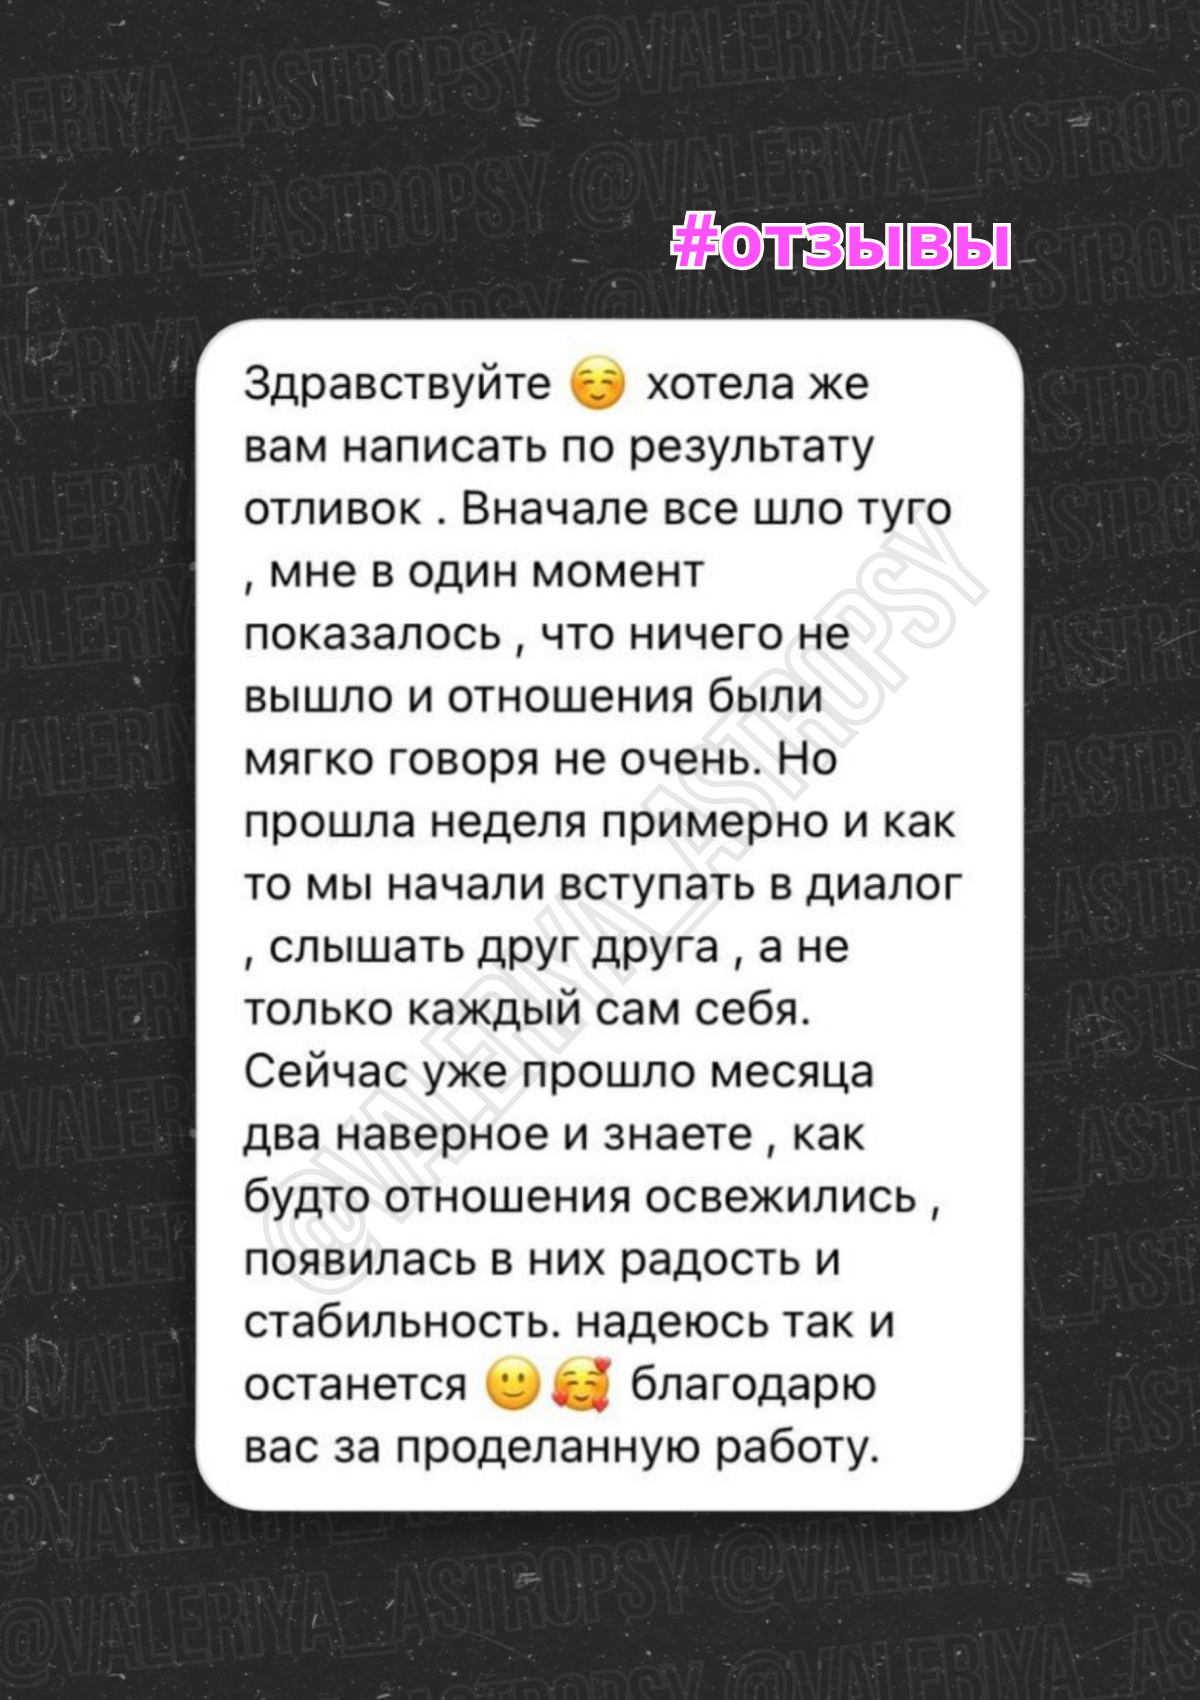 #отзывы
Здравствуйте ☺️ хотела же
вам написать по результату
отливок . Вначале все шло туго
, мне в один момент
показалось , что ничего не
вышло и отношения были
мягко говоря не очень. Но
прошла неделя примерно и как
то мы начали вступать в диалог
, слышать друг друга , а не
только каждый сам себя.
Сейчас уже прошло месяца
два наверное и знаете , как
будто отношения освежились ,
появилась в них радость и
стабильность. надеюсь так и
останется 🙂🥰 благодарю
вас за проделанную работу.
@VALERIYA_ASTROPSY